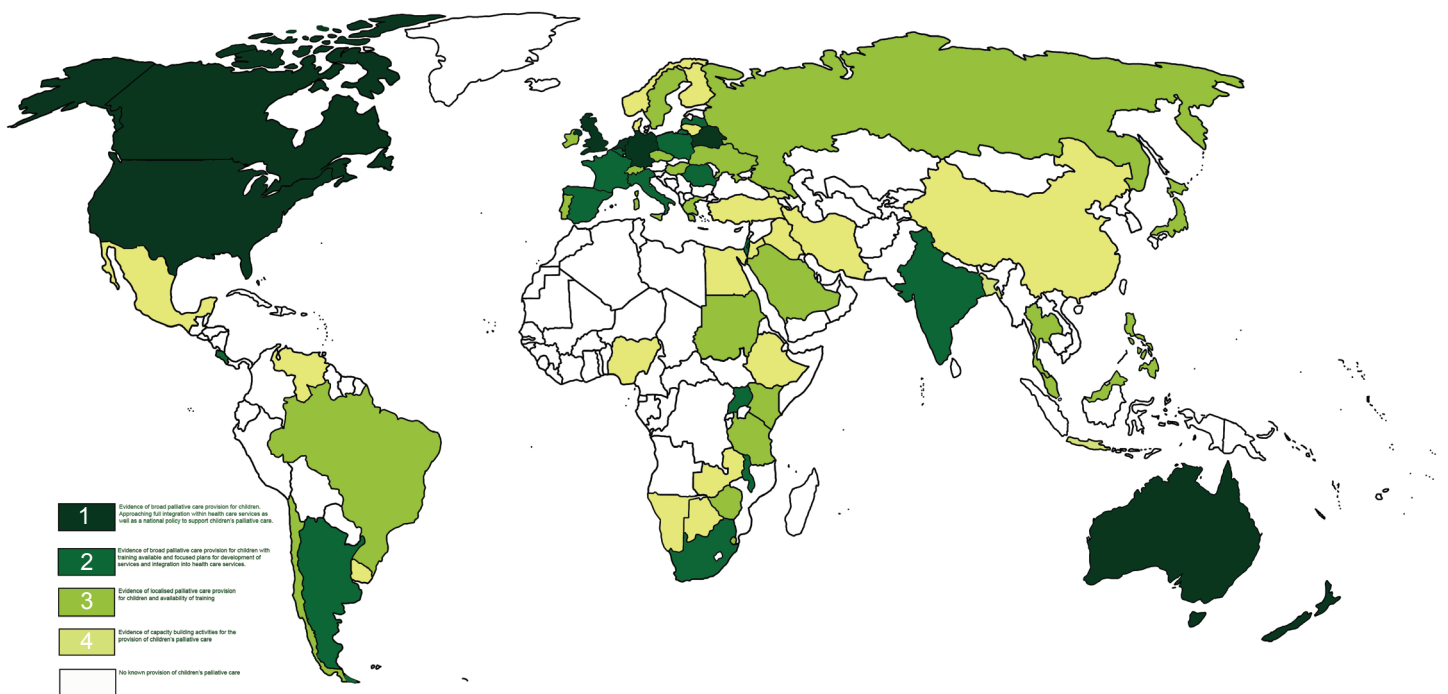 1
Evidence of broad palliative care provision for children.
Approaching full integration within health care services as
well as a national policy to support children's palliative care.
2
Evidence of broad palliative care provision for children with
training available and focused plans for development of
services and integration into health care services.
3
Evidence of localised palliative care provision
for children and availability of training
4
Evidence of capacity building activities for the
provision of children's palliative care
No known provision of children's palliative care